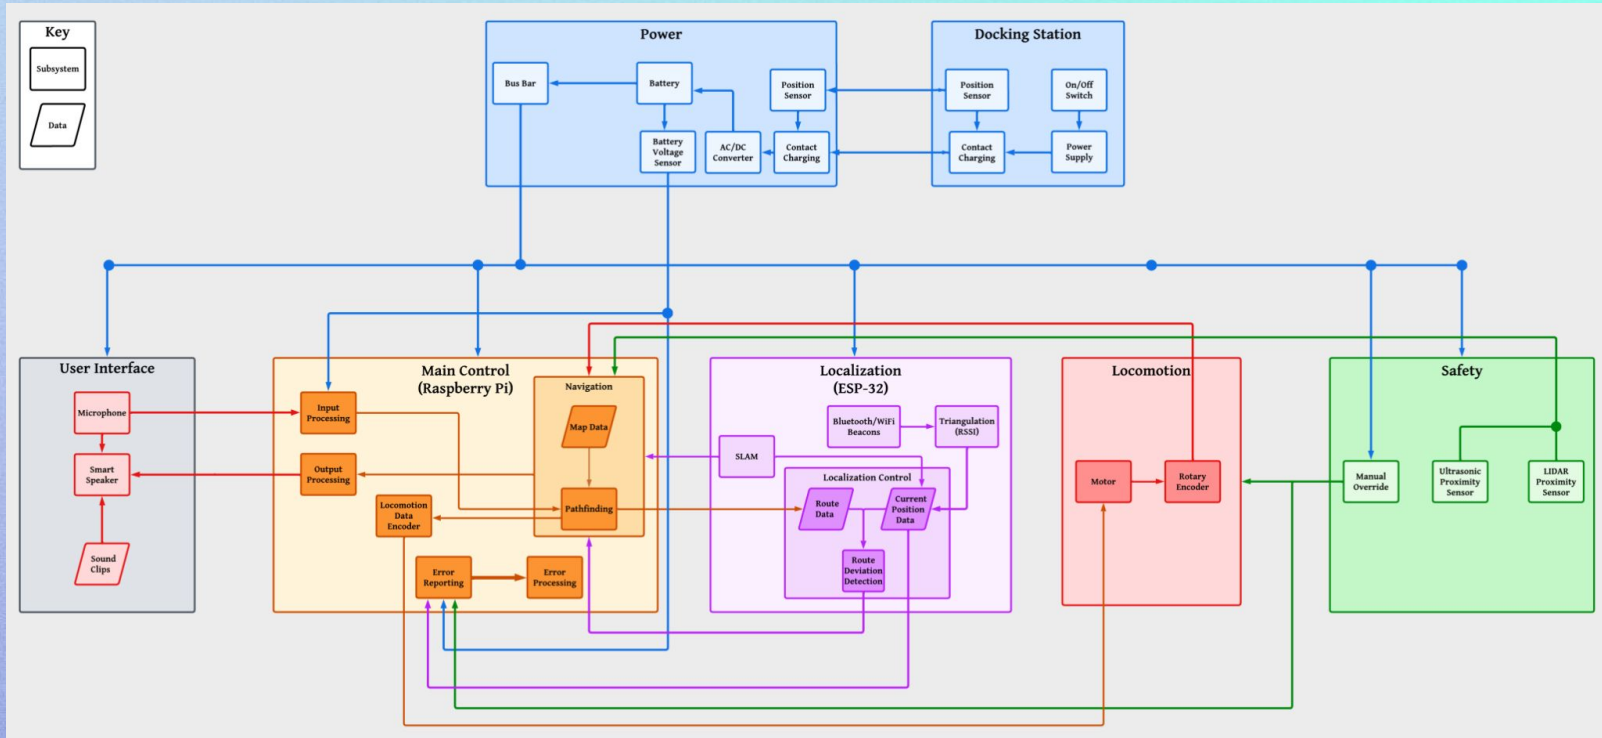 Key
Subsystem
Data
Power
Bus Bar
Battery
Position
Sensor
Battery
Voltage
Sensor
AC/DC
Converter
Contact
Charging
Docking Station
Position
Sensor
On/Off
Switch
Contact
Charging
Power
Supply
User Interface
Microphone
Smart
Speaker
Sound
Clips
Main Control
(Raspberry Pi)
Input
Processing
Output
Processing
Locomotion
Data
Encoder
Error
Reporting
Error
Processing
Navigation
Map Data
Pathfinding
Localization
(ESP-32)
Bluetooth/WiFi
Beacons
Triangulation
(RSSI)
SLAM
Localization Control
Route
Data
Current
Position
Data
Route
Deviation
Detection
Locomotion
Motor
Rotary
Encoder
Safety
Manual
Override
Ultrasonic
Proximity
Sensor
LIDAR
Proximity
Sensor